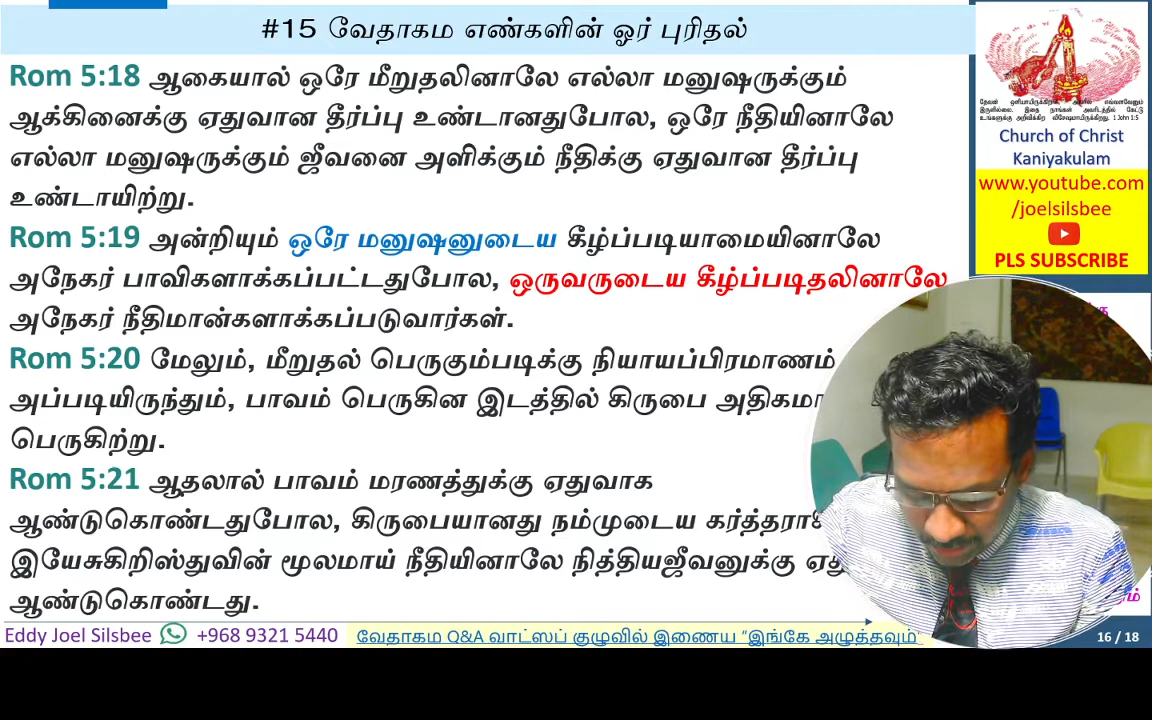 #15 வேதாகம எண்களின் ஓர் புரிதல்
Rom 5:18 ஆகையால் ஒரே மீறுதலினாலே எல்லா மனுஷருக்கும்
ஆக்கினைக்கு ஏதுவான தீர்ப்பு உண்டானதுபோல, ஒரே நீதியினாலே
எல்லா மனுஷருக்கும் ஜீவனை அளிக்கும் நீதிக்கு ஏதுவான தீர்ப்பு
உண்டாயிற்று.
Rom 5:19 அன்றியும் ஒரே மனுஷனுடைய கீழ்ப்படியாமையினாலே
அநேகர் பாவிகளாக்கப்பட்டதுபோல, ஒருவருடைய கீழ்ப்படிதலினாலே
அநேகர் நீதிமான்களாக்கப்படுவார்கள்.
Rom 5:20 மேலும், மீறுதல் பெருகும்படிக்கு நியாயப்பிரமாணம்
அப்படியிருந்தும், பாவம் பெருகின இடத்தில் கிருபை
பெருகிற்று.
Rom 5:21 ஆதலால் பாவம் மரணத்துக்கு ஏதுவாக
ஆண்டுகொண்டதுபோல, கிருபையானது நம்முடைய
இயேசுகிறிஸ்துவின் மூலமாய் நீதியினாலே நித்தியஜீவனுக்கு
ஆண்டுகொண்டது.
Eddy Joel Silsbee +968 9321 5440 வேதாகம Q&A வாட்ஸப் குழுவில் இணைய "இங்கே அழுத்தவும்"
1 John 1:5
Church of Christ
Kaniyakulam
www.youtube.com
/joelsilsbee
PLS SUBSCRIBE
16 / 18